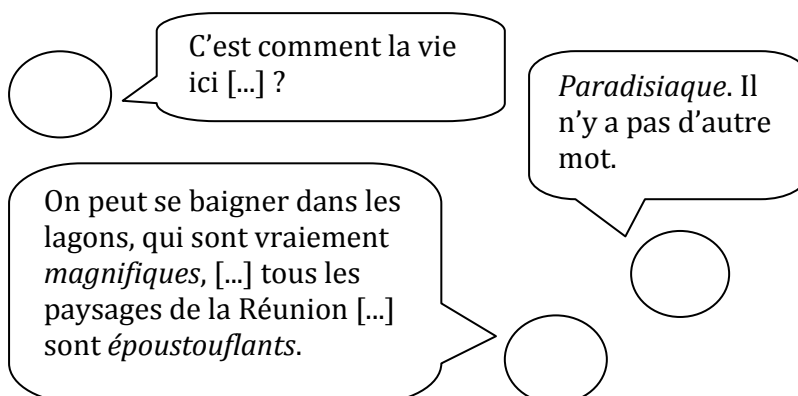 C’est comment la vie
ici [...] ?
Paradisiaque. Il
n’y a pas d’autre
mot.
On peut se baigner dans les
lagons, qui sont vraiment
magnifiques, [...] tous les
paysages de la Réunion [...]
sont époustouflants.